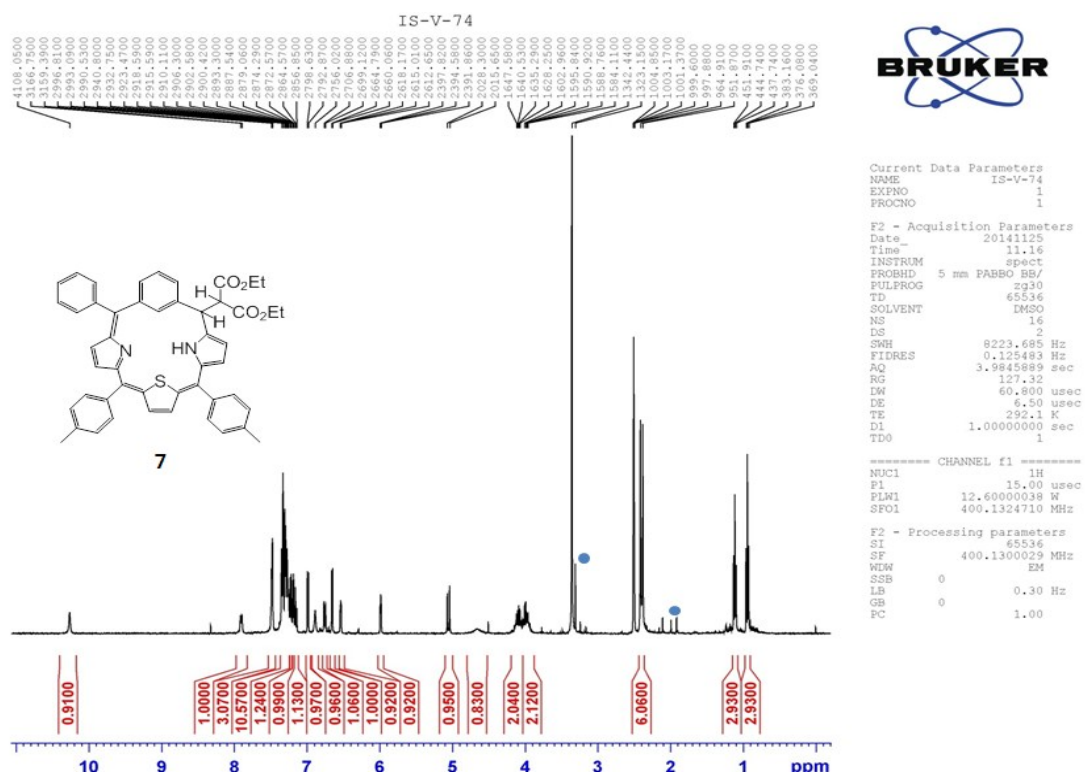 IS-V-74
4108.0500
3166.7500
3159.3900
2996.8100
2993.0900
2990.5300
2940.8000
2932.7500
2923.4700
2918.5900
2915.5900
2910.1100
2906.3000
2902.5800
2900.4200
2893.3000
2887.5400
2879.0600
2874.2900
2872.5700
2864.5700
2856.8500
2798.6300
2792.8700
2756.0200
2706.8800
2699.1200
2664.7900
2660.0600
2618.1700
2615.0100
2612.6500
2397.8200
2394.5800
2391.8600
2028.3000
2015.6500
1647.5800
1640.5300
1635.2900
1628.2500
1602.9600
1595.8400
1590.9200
1588.7600
1584.1100
1442.4400
1323.1500
1004.8500
1003.1700
1001.3700
999.6000
997.8800
964.9100
951.8700
451.9100
444.7400
437.7400
383.1600
376.0800
369.0400
BRUKER
Current Data Parameters
NAME IS-V-74
EXPNO 1
PROCNO 1
F2 - Acquisition Parameters
Date_ 20141125
Time 11.16
INSTRUM spect
PROBHD 5 mm PABBO BB/
PULPROG zg30
TD 65536
SOLVENT DMSO
NS 16
DS 2
SWH 8223.685 Hz
FIDRES 0.125483 Hz
AQ 3.9845889 sec
RG 127.32
DW 60.800 usec
DE 6.50 usec
TE 292.1 K
D1 1.00000000 sec
TD0 1
======== CHANNEL f1 ========
NUC1 1H
P1 15.00 usec
PLW1 12.60000038 W
SFO1 400.1324710 MHz
F2 - Processing parameters
SI 65536
SF 400.1300029 MHz
WDW EM
SSB 0
LB 0.30 Hz
GB 0
PC 1.00
COOEt
H
CO2Et
H
N
HN
S
7
0.9100
1.0000
3.0700
10.5700
1.2400
0.9900
1.1300
0.9700
0.9600
1.0600
1.0000
0.9200
0.9200
0.9500
0.8300
2.0400
2.1200
6.0600
2.9300
2.9300
10 9 8 7 6 5 4 3 2 1 ppm